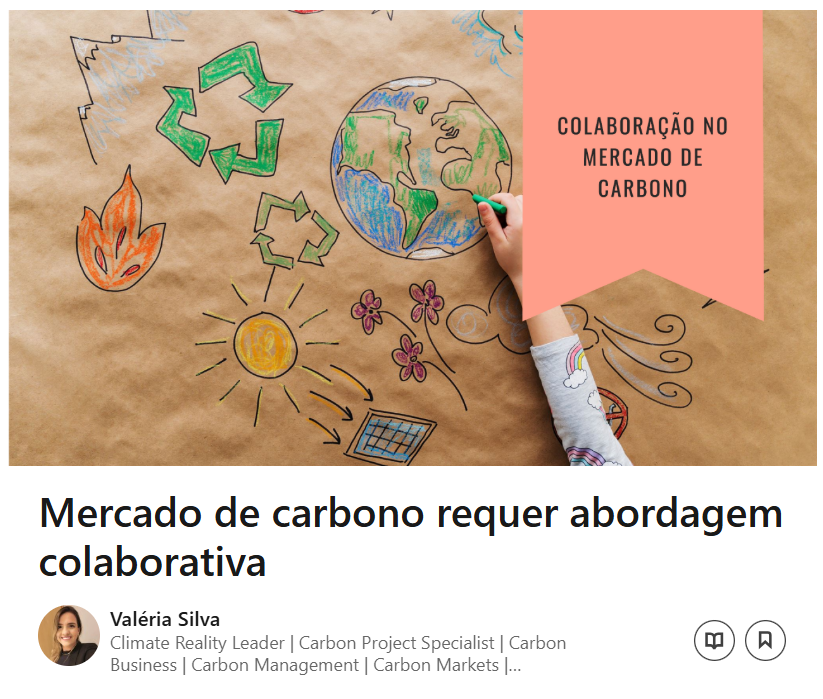 COLABORAÇÃO NO
MERCADO DE
CARBONO
Mercado de carbono requer abordagem
colaborativa
Valéria Silva
Climate Reality Leader | Carbon Project Specialist | Carbon
Business | Carbon Management | Carbon Markets |...